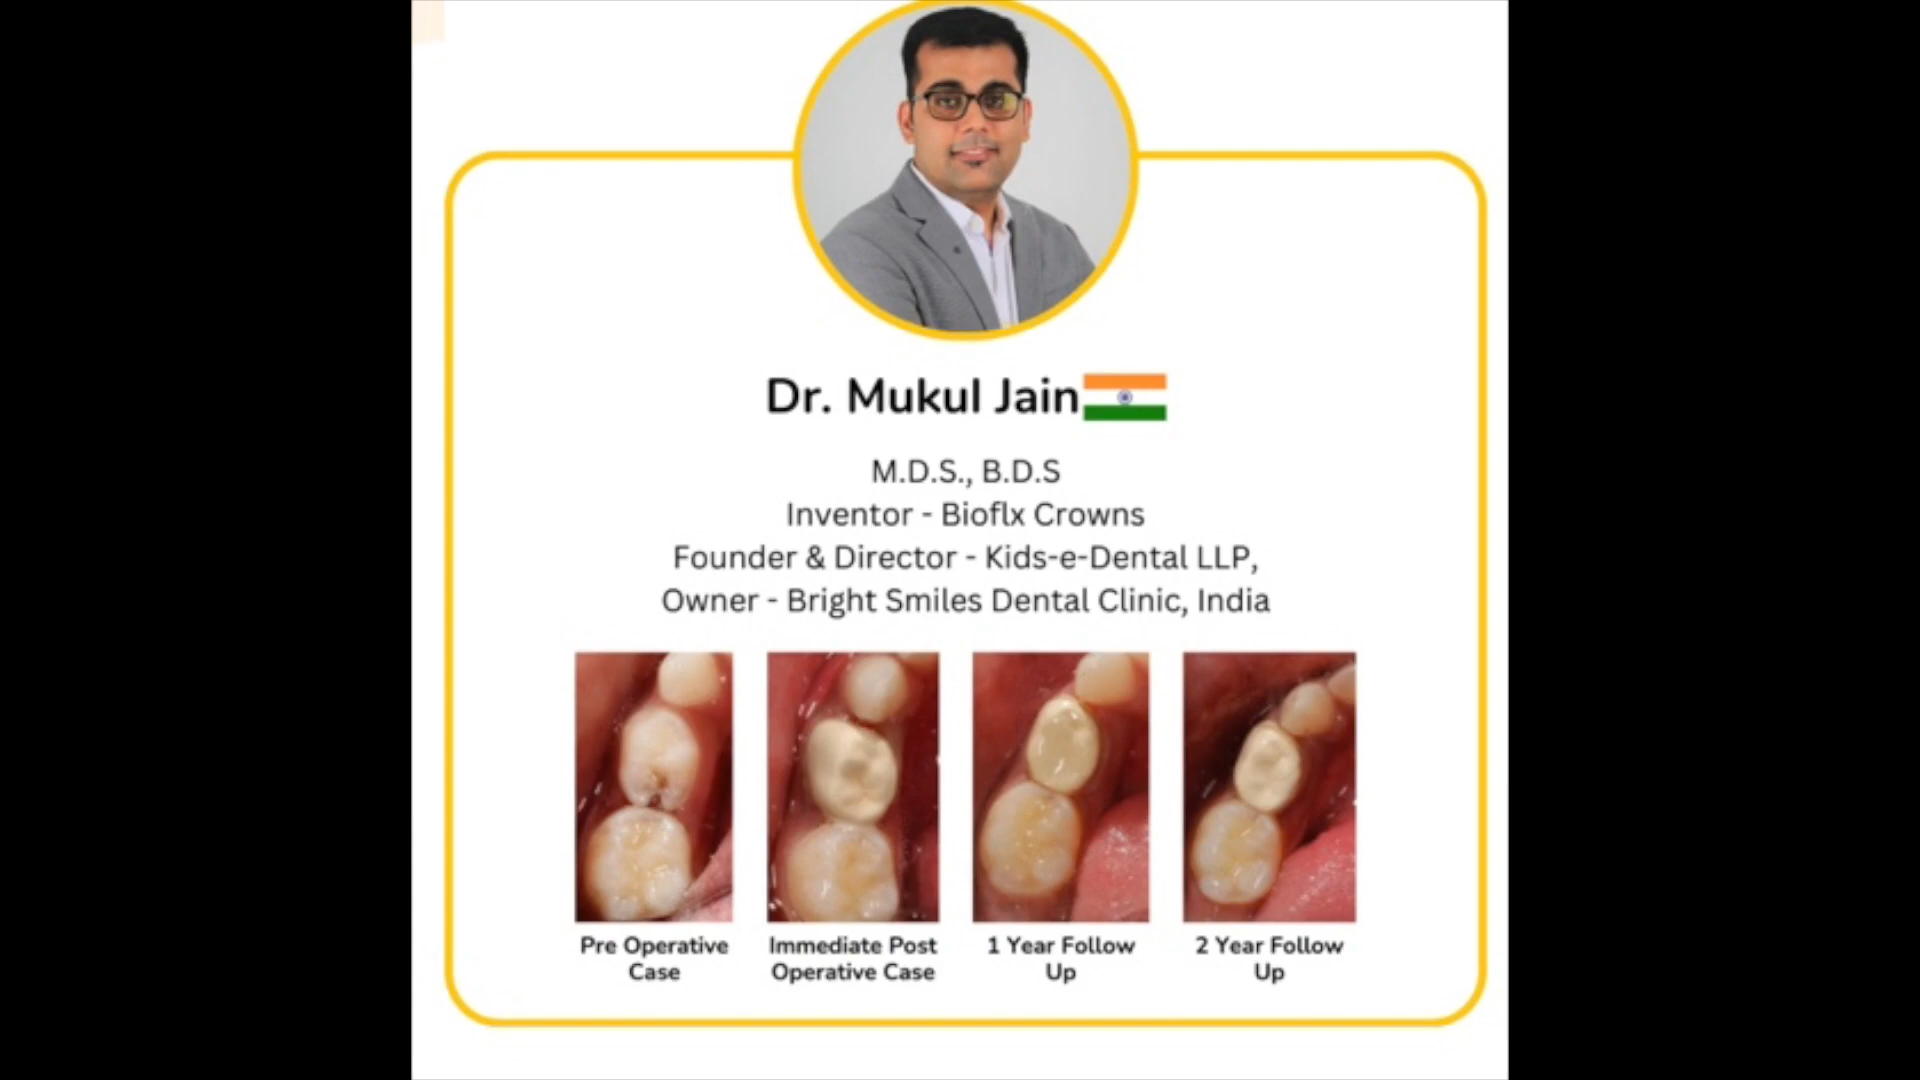 Dr. Mukul Jain
M.D.S., B.D.S
Inventor - Bioflx Crowns
Founder & Director - Kids-e-Dental LLP,
Owner - Bright Smiles Dental Clinic, India
Pre Operative
Case
Immediate Post
Operative Case
1 Year Follow
Up
2 Year Follow
Up